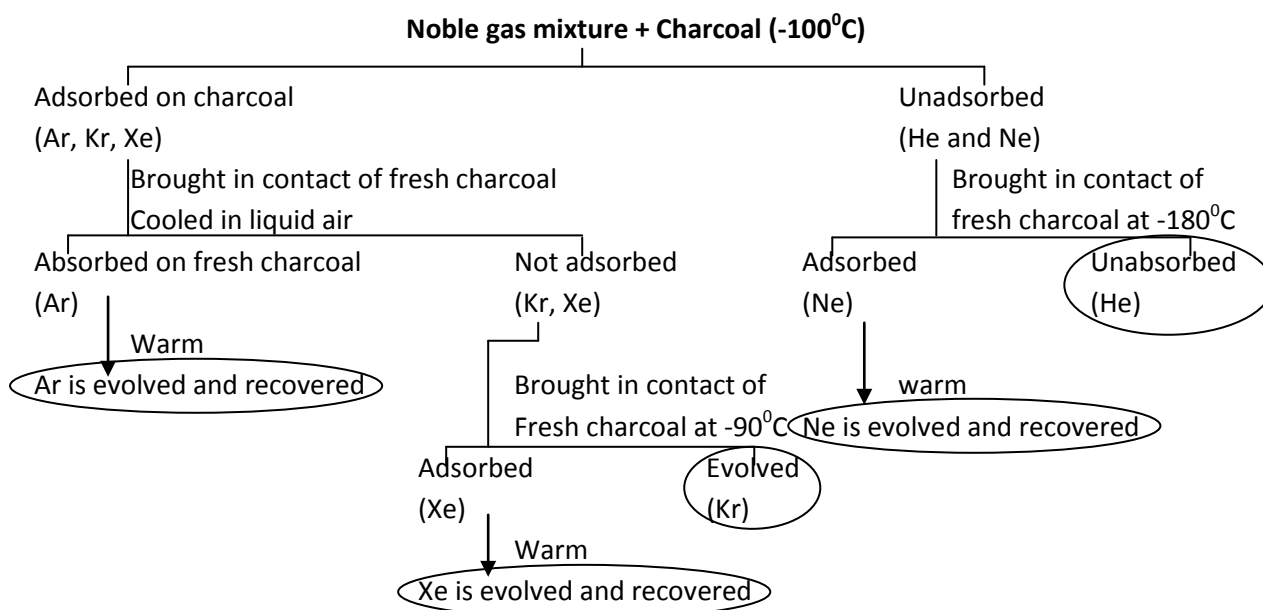 Noble gas mixture + Charcoal (-100⁰C)
Adsorbed on charcoal
(Ar, Kr, Xe)
Unadsorbed
(He and Ne)
Brought in contact of fresh charcoal
Cooled in liquid air
Brought in contact of
fresh charcoal at -180⁰C
Absorbed on fresh charcoal
(Ar)
Not adsorbed
(Kr, Xe)
Adsorbed
(Ne)
Unabsorbed
(He)
Warm
Ar is evolved and recovered
Brought in contact of
Fresh charcoal at -90⁰C
warm
Ne is evolved and recovered
Adsorbed
(Xe)
Evolved
(Kr)
Warm
Xe is evolved and recovered